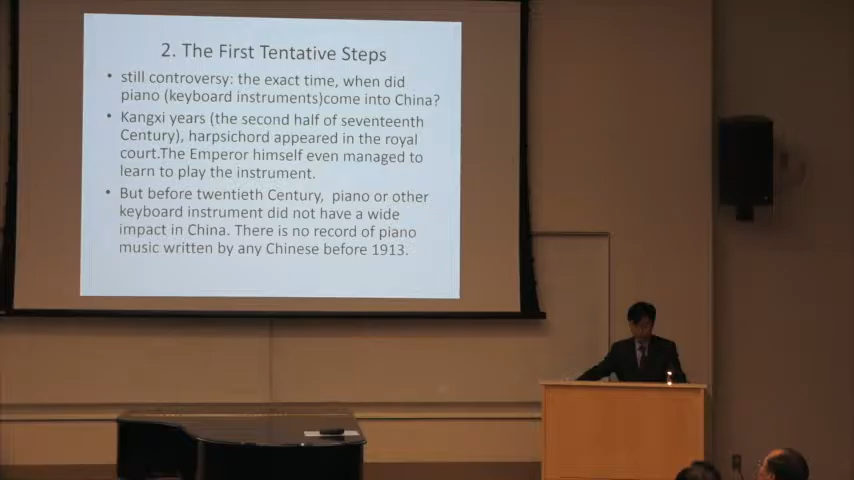 2. The First Tentative Steps
• still controversy: the exact time, when did
piano (keyboard instruments)come into China?
• Kangxi years (the second half of seventeenth
Century), harpsichord appeared in the royal
court.The Emperor himself even managed to
learn to play the instrument.
• But before twentieth Century,  piano or other
keyboard instrument did not have a wide
impact in China. There is no record of piano
music written by any Chinese before 1913.